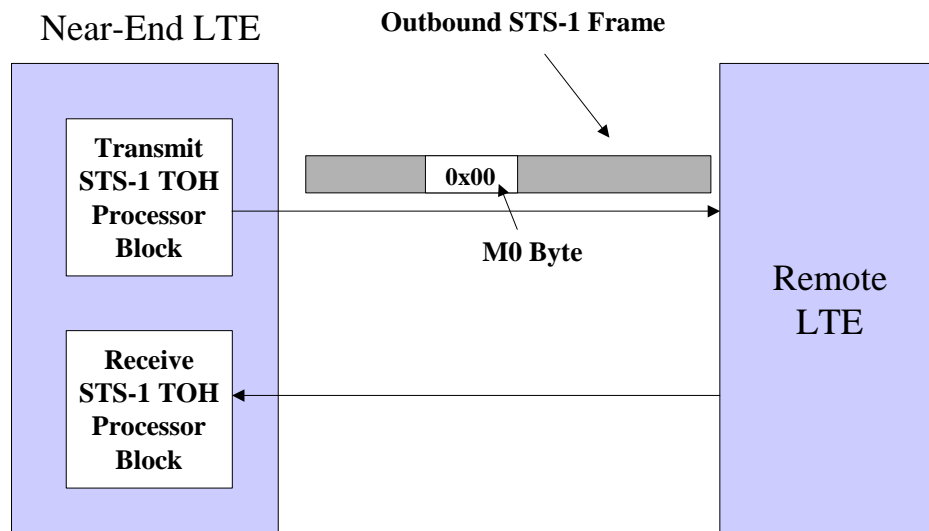 Near-End LTE
Outbound STS-1 Frame
Transmit
STS-1 TOH
Processor
Block
0x00
M0 Byte
Remote
LTE
Receive
STS-1 TOH
Processor
Block